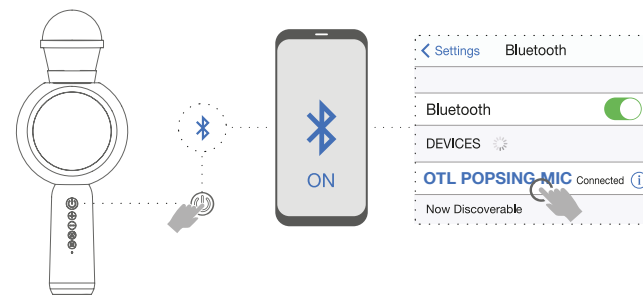 ON
Settings Bluetooth
Bluetooth
DEVICES
OTL POPSING MIC Connected i
Now Discoverable